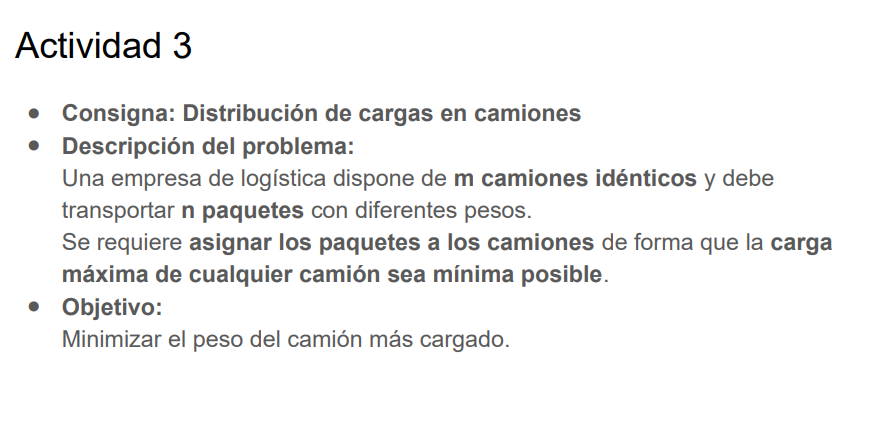 Actividad 3
● Consigna: Distribución de cargas en camiones
● Descripción del problema:
Una empresa de logística dispone de m camiones idénticos y debe
transportar n paquetes con diferentes pesos.
Se requiere asignar los paquetes a los camiones de forma que la carga
máxima de cualquier camión sea mínima posible.
● Objetivo:
Minimizar el peso del camión más cargado.